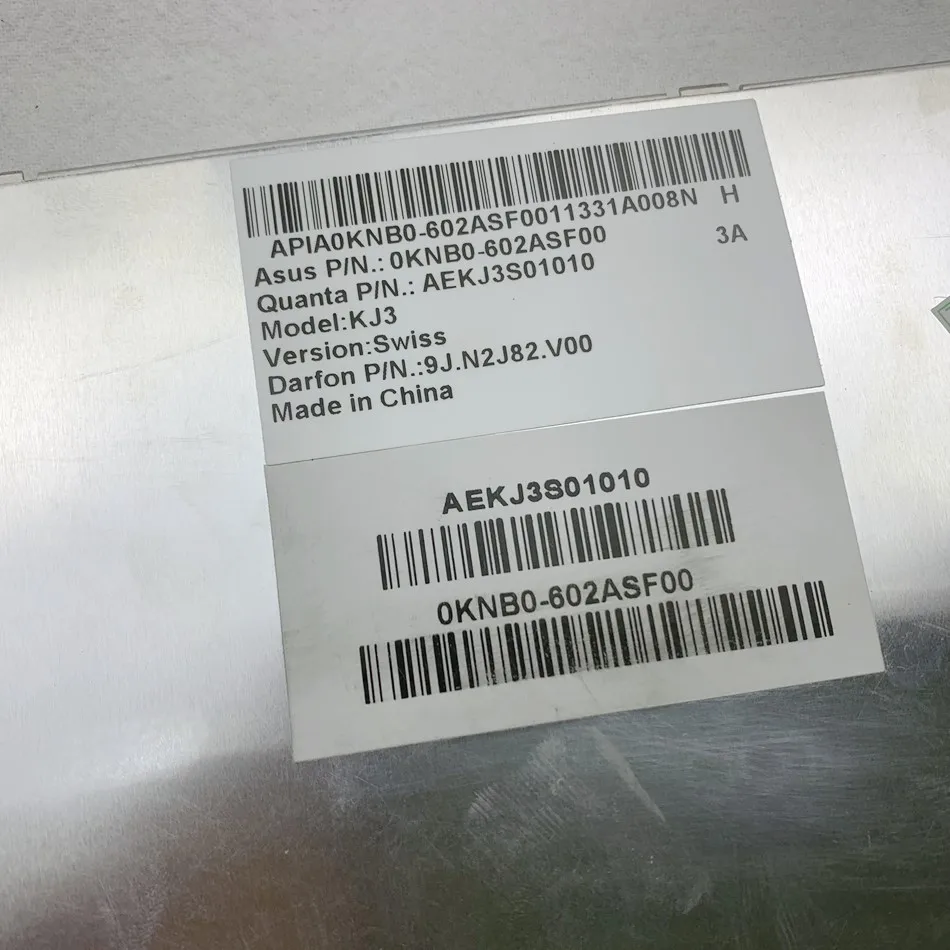 APIA0KNB0-602ASF0011331A008N H
Asus P/N.: 0KNB0-602ASF00 3A
Quanta P/N.: AEKJ3S01010
Model:KJ3
Version:Swiss
Darfon P/N.:9J.N2J82.V00
Made in China
AEKJ3S01010
0KNB0-602ASF00